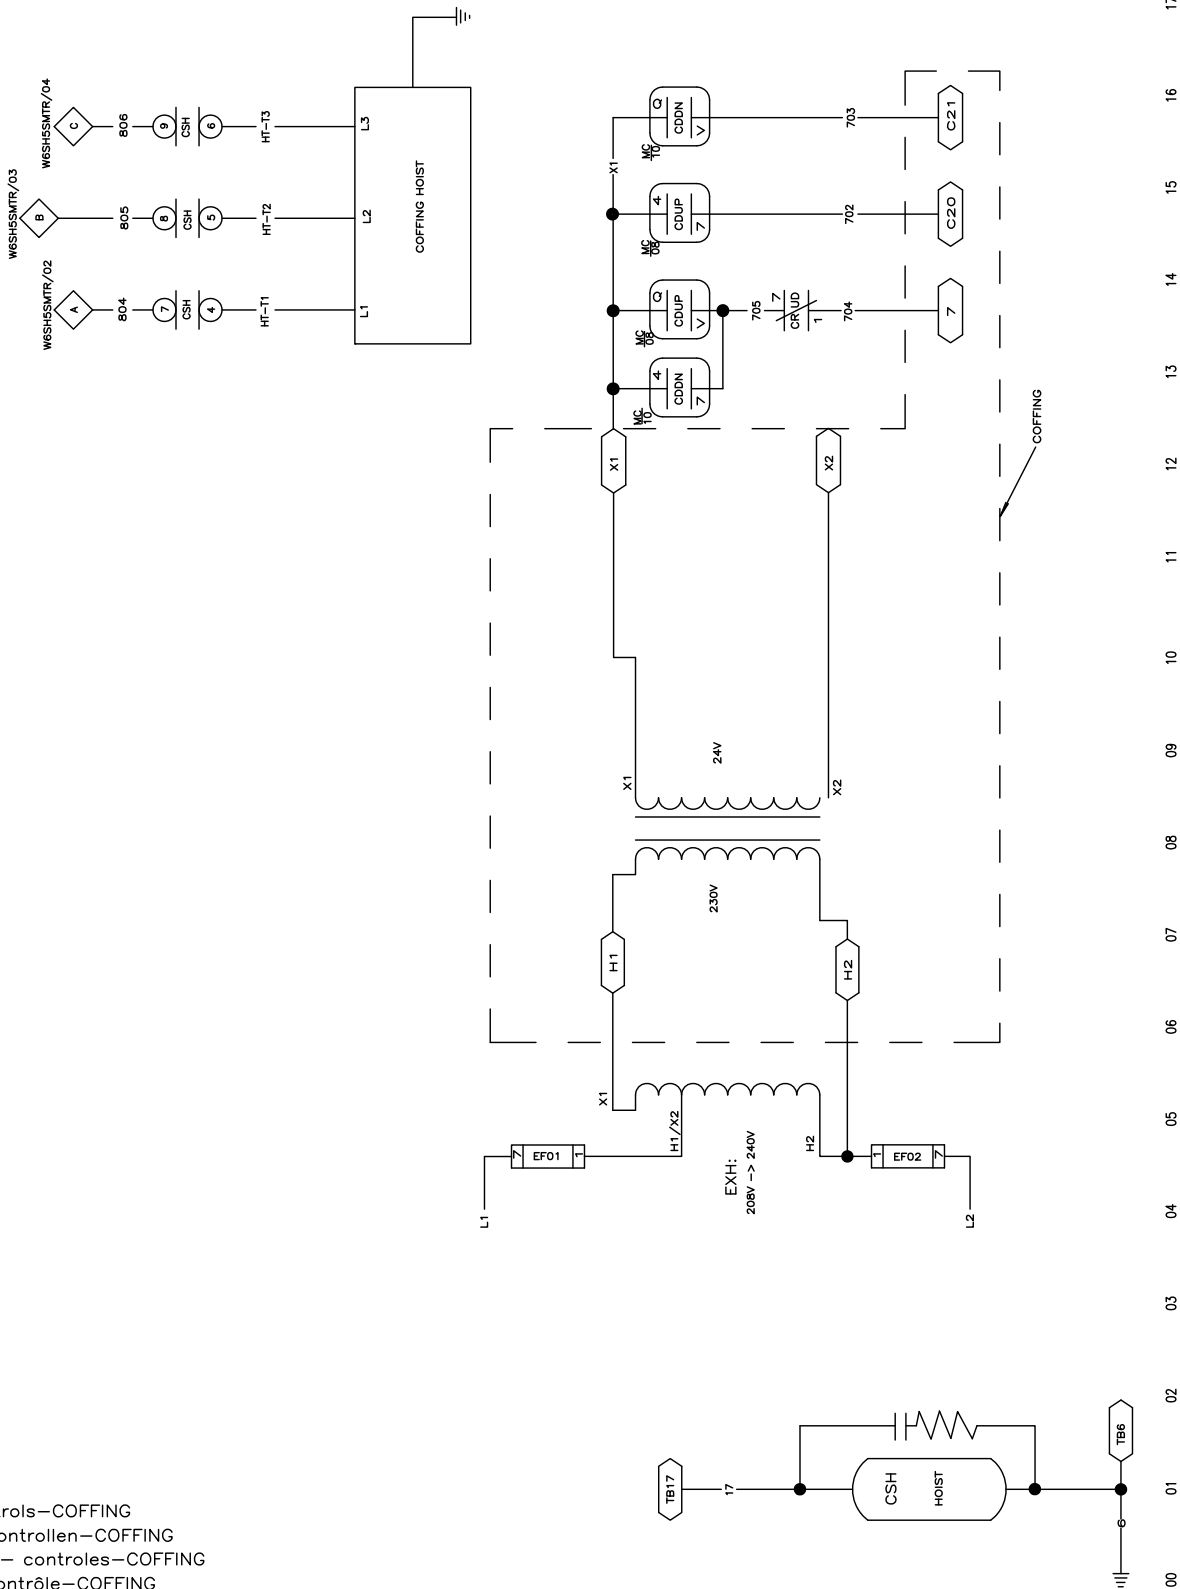 W6SH5SMTR/04
C
806
9
CSH
6
HT-T3
L3
W6SH5SMTR/03
B
805
8
CSH
5
HT-T2
L2
W6SH5SMTR/02
A
804
7
CSH
4
HT-T1
L1
COFFING HOIST
X1
MC
10
Q
CDDN
V
703
C21
MC
08
4
CDUP
7
702
C20
MC
08
Q
CDUP
V
705
7
CR UD
1
704
7
MC
10
4
CDDN
7
COFFING
X1
X2
X1
24V
X2
230V
H1
H2
X1
H1/X2
H2
EXH:
208V -> 240V
L1
7
EF01
1
1
EF02
7
L2
TB17
17
CSH
HOIST
TB6
6
17
16
15
14
13
12
11
10
09
08
07
06
05
04
03
02
01
00
rols-COFFING
ontrollen-COFFING
- controles-COFFING
ontrôle-COFFING